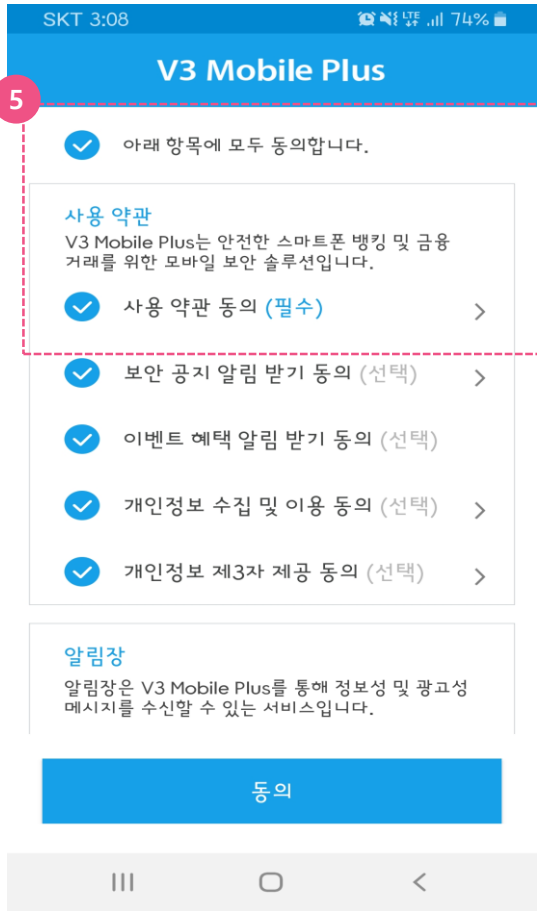 SKT 3:08 LTE 74%
V3 Mobile Plus
5
아래 항목에 모두 동의합니다.
사용 약관
V3 Mobile Plus는 안전한 스마트폰 뱅킹 및 금융
거래를 위한 모바일 보안 솔루션입니다.
사용 약관 동의 (필수)
보안 공지 알림 받기 동의 (선택)
이벤트 혜택 알림 받기 동의 (선택)
개인정보 수집 및 이용 동의 (선택)
개인정보 제3자 제공 동의 (선택)
알림장
알림장은 V3 Mobile Plus를 통해 정보성 및 광고성
메시지를 수신할 수 있는 서비스입니다.
동의